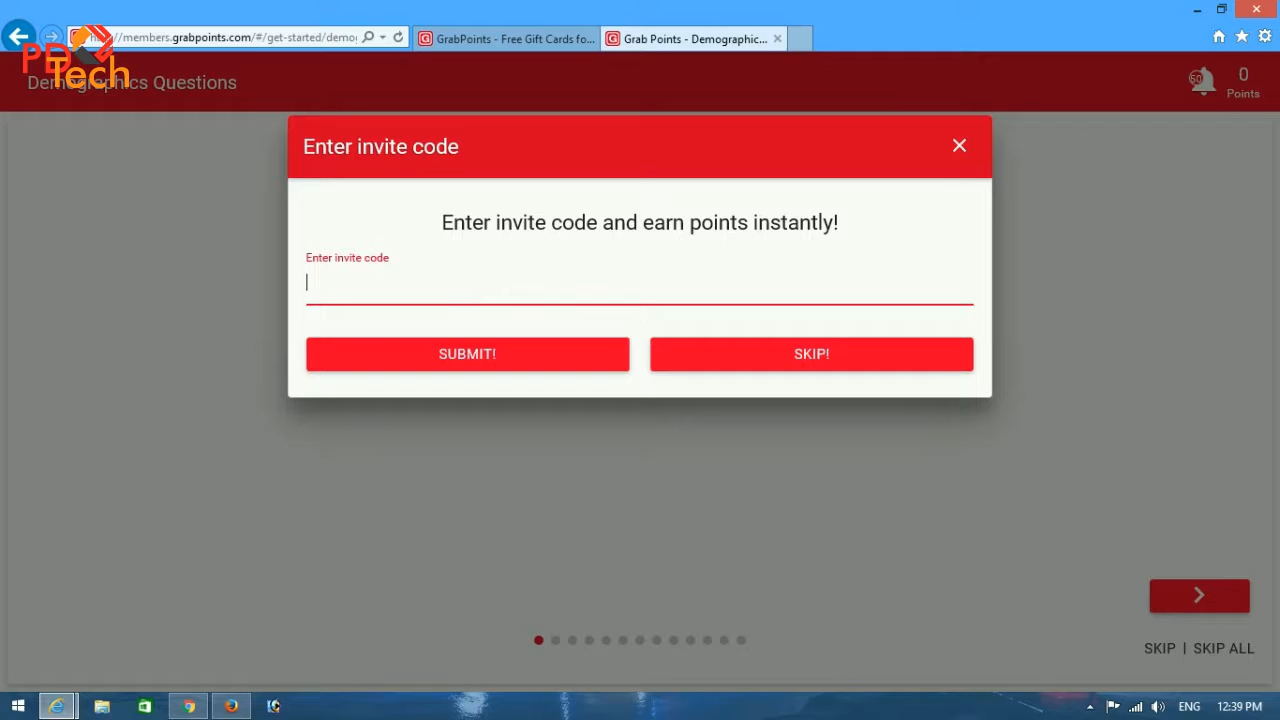 ://members.grabpoints.com/#/get-started/demo
GrabPoints - Free Gift Cards fo...
Grab Points - Demographic...
PD
Tech
Demographics Questions
50
0
Points
Enter invite code
Enter invite code and earn points instantly!
Enter invite code
SUBMIT!
SKIP!
SKIP | SKIP ALL
ENG
12:39 PM